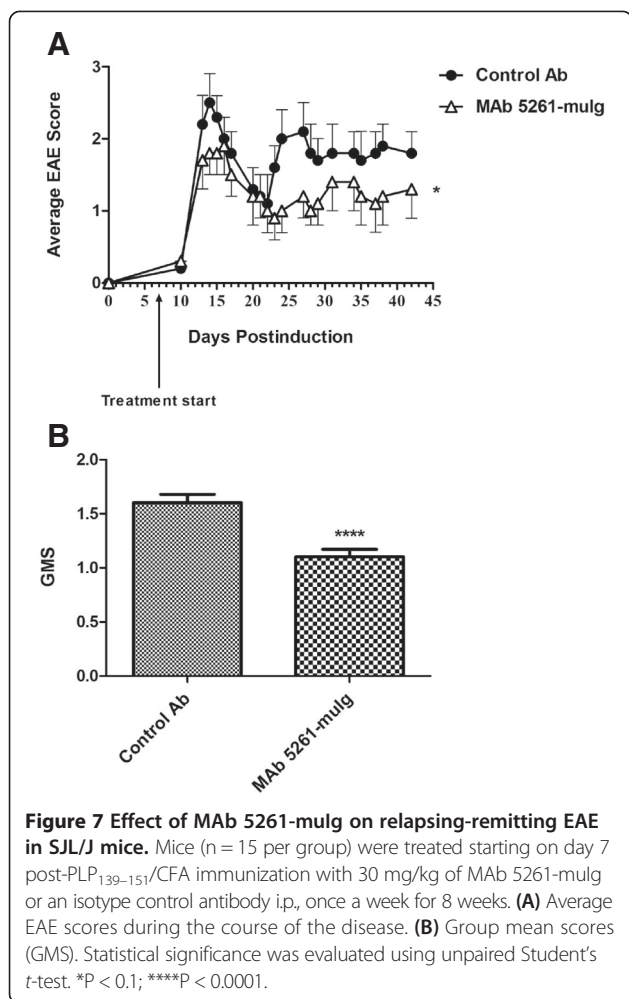 A
Control Ab
MAb 5261-muIg
Average EAE Score
3
2
1
0
*
0 5 10 15 20 25 30 35 40 45
Days Postinduction
Treatment start
B
GMS
2.0
1.5
1.0
0.5
0.0
****
Control Ab
MAb 5261-muIg
Figure 7 Effect of MAb 5261-muIg on relapsing-remitting EAE
in SJL/J mice. Mice (n = 15 per group) were treated starting on day 7
post-PLP139–151/CFA immunization with 30 mg/kg of MAb 5261-muIg
or an isotype control antibody i.p., once a week for 8 weeks. (A) Average
EAE scores during the course of the disease. (B) Group mean scores
(GMS). Statistical significance was evaluated using unpaired Student’s
t-test. *P < 0.1; ****P < 0.0001.